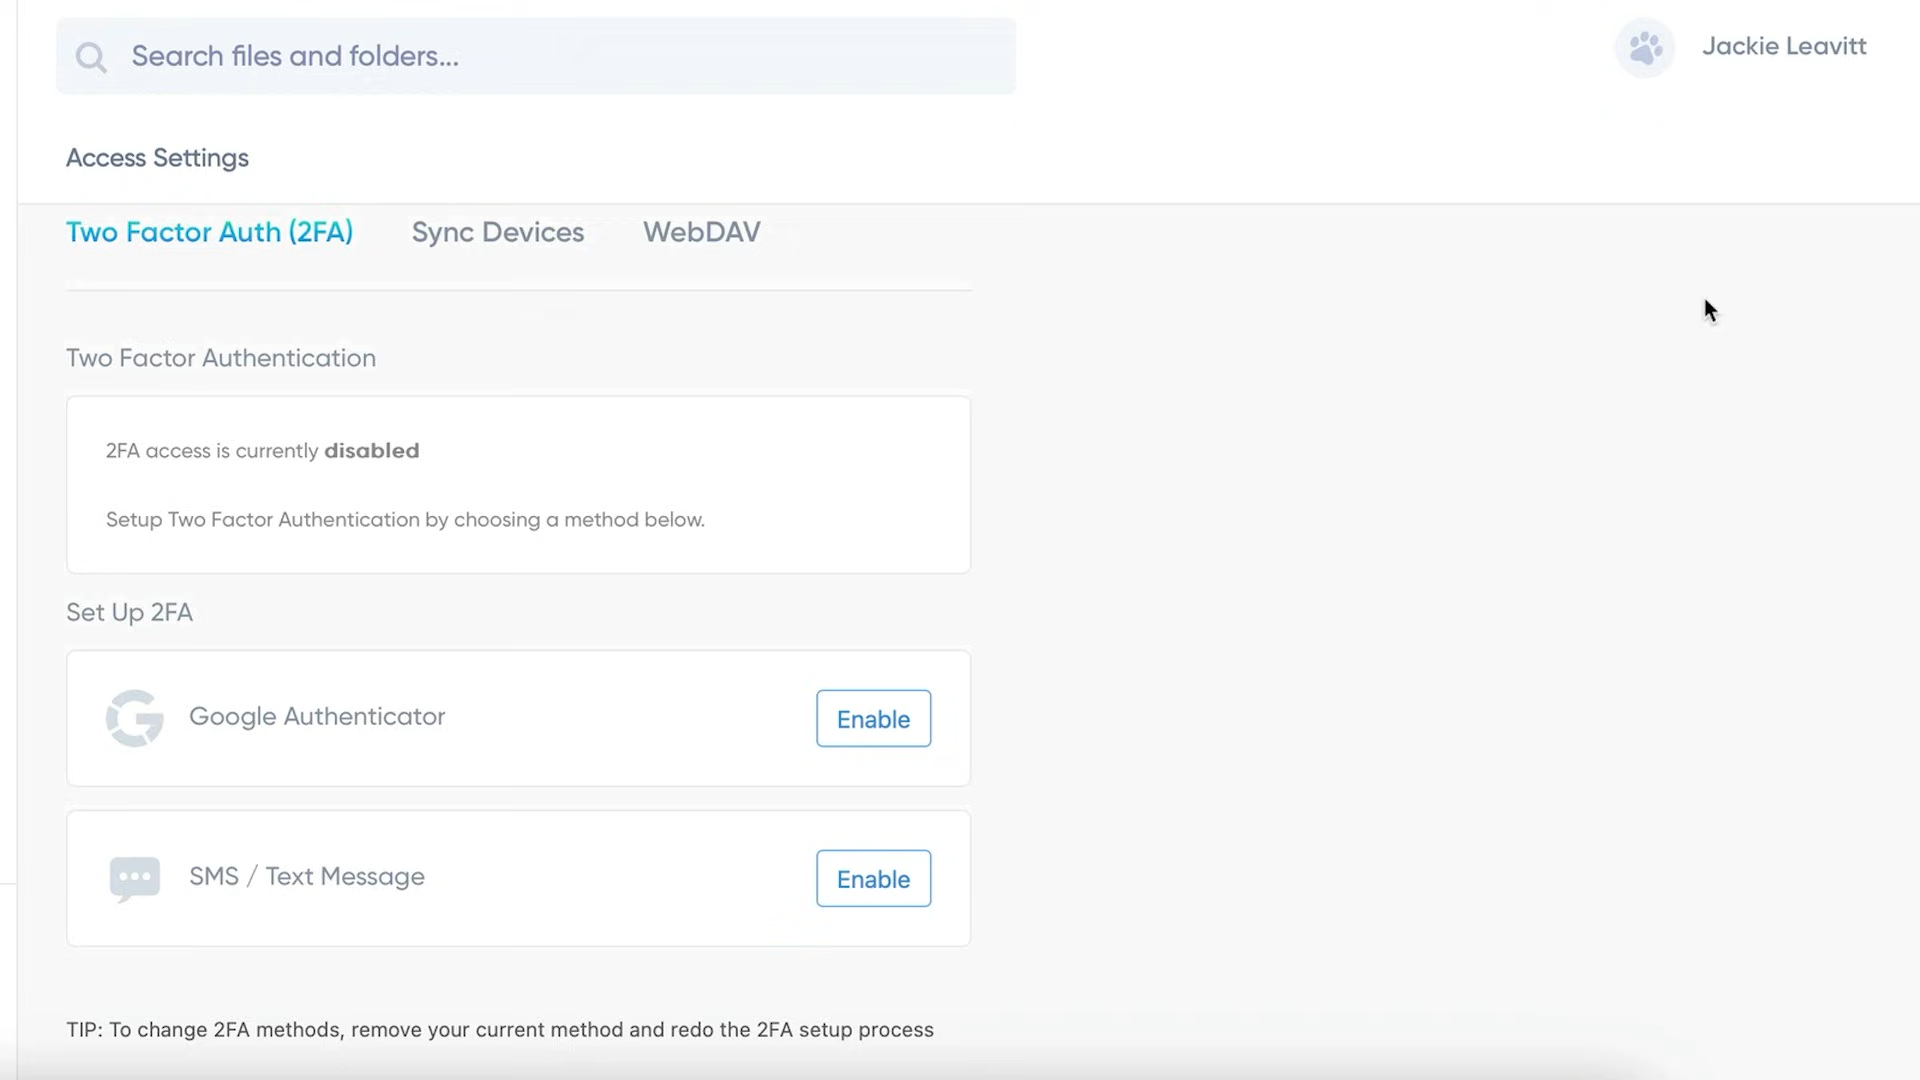 Search files and folders...
Jackie Leavitt
Access Settings
Two Factor Auth (2FA)
Sync Devices
WebDAV
Two Factor Authentication
2FA access is currently disabled
Setup Two Factor Authentication by choosing a method below.
Set Up 2FA
Google Authenticator
Enable
SMS / Text Message
Enable
TIP: To change 2FA methods, remove your current method and redo the 2FA setup process